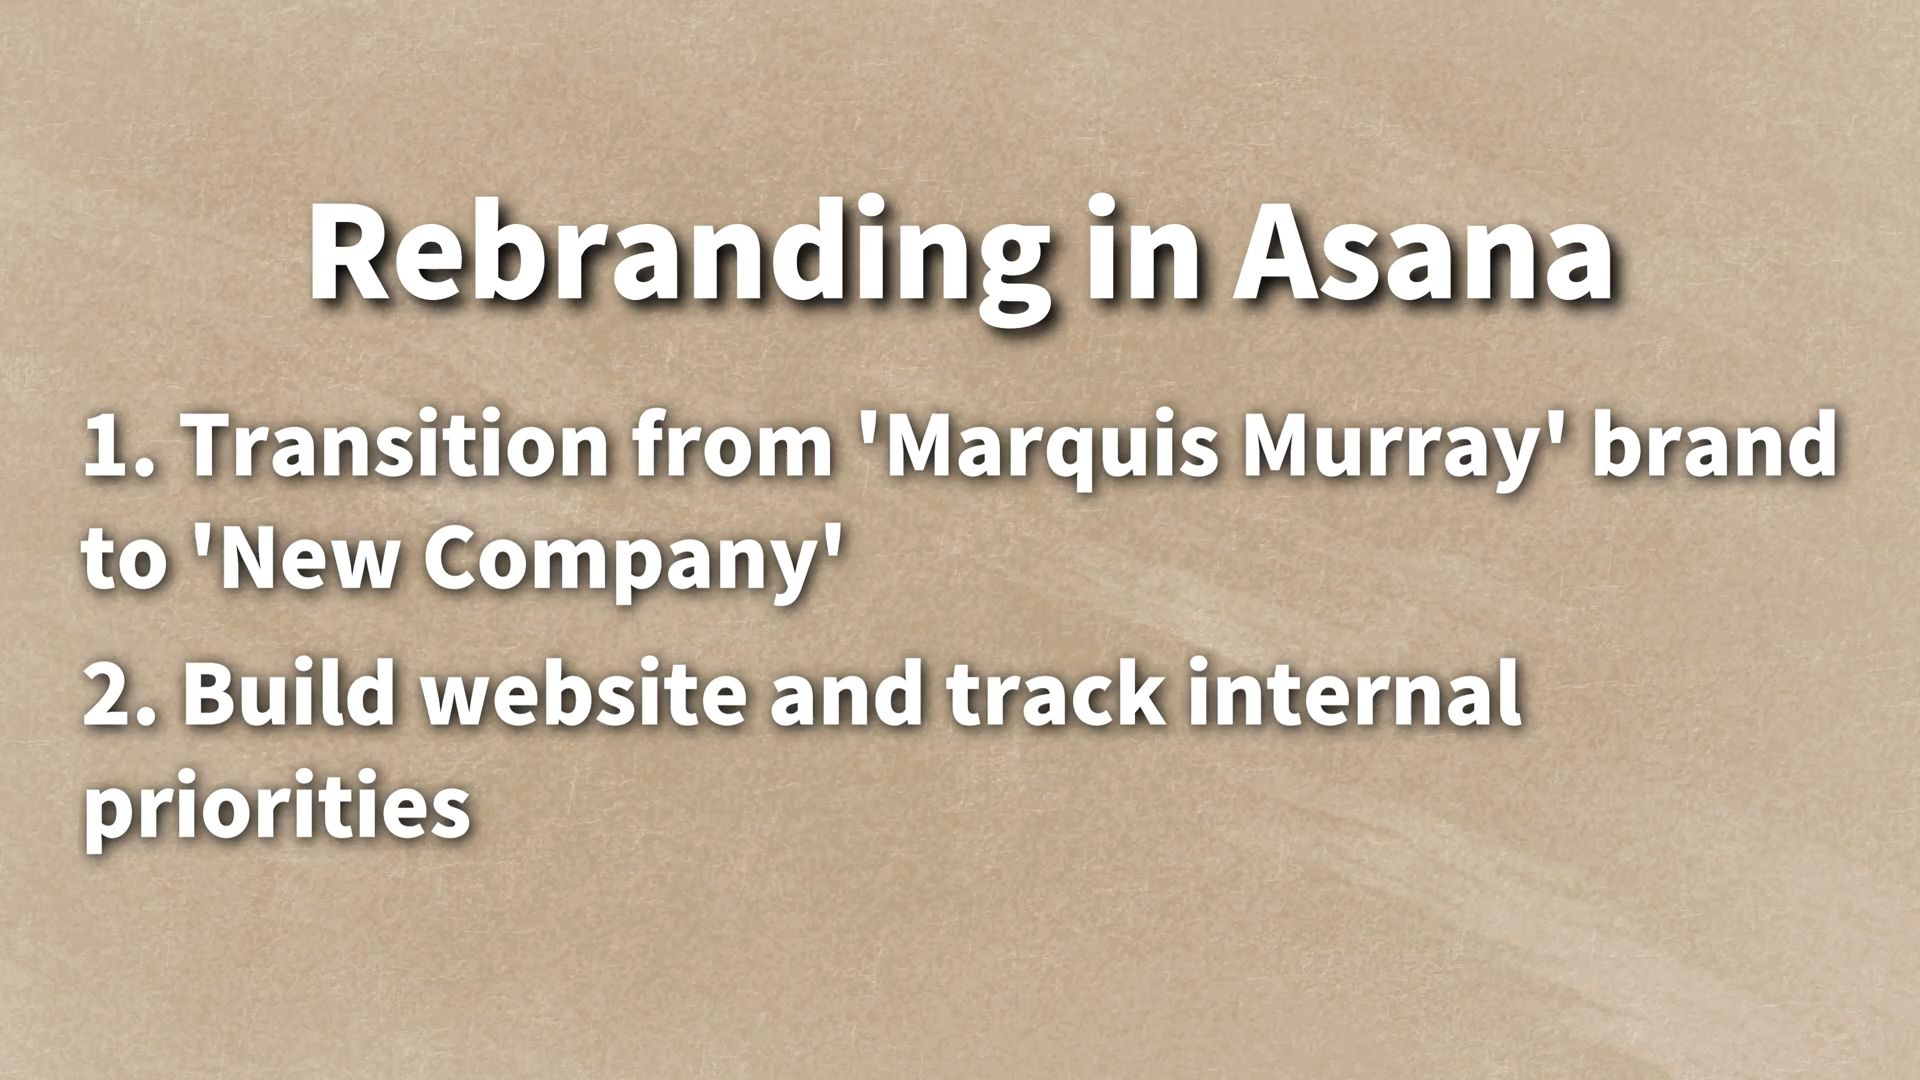 Rebranding in Asana
1. Transition from 'Marquis Murray' brand
to 'New Company'
2. Build website and track internal
priorities